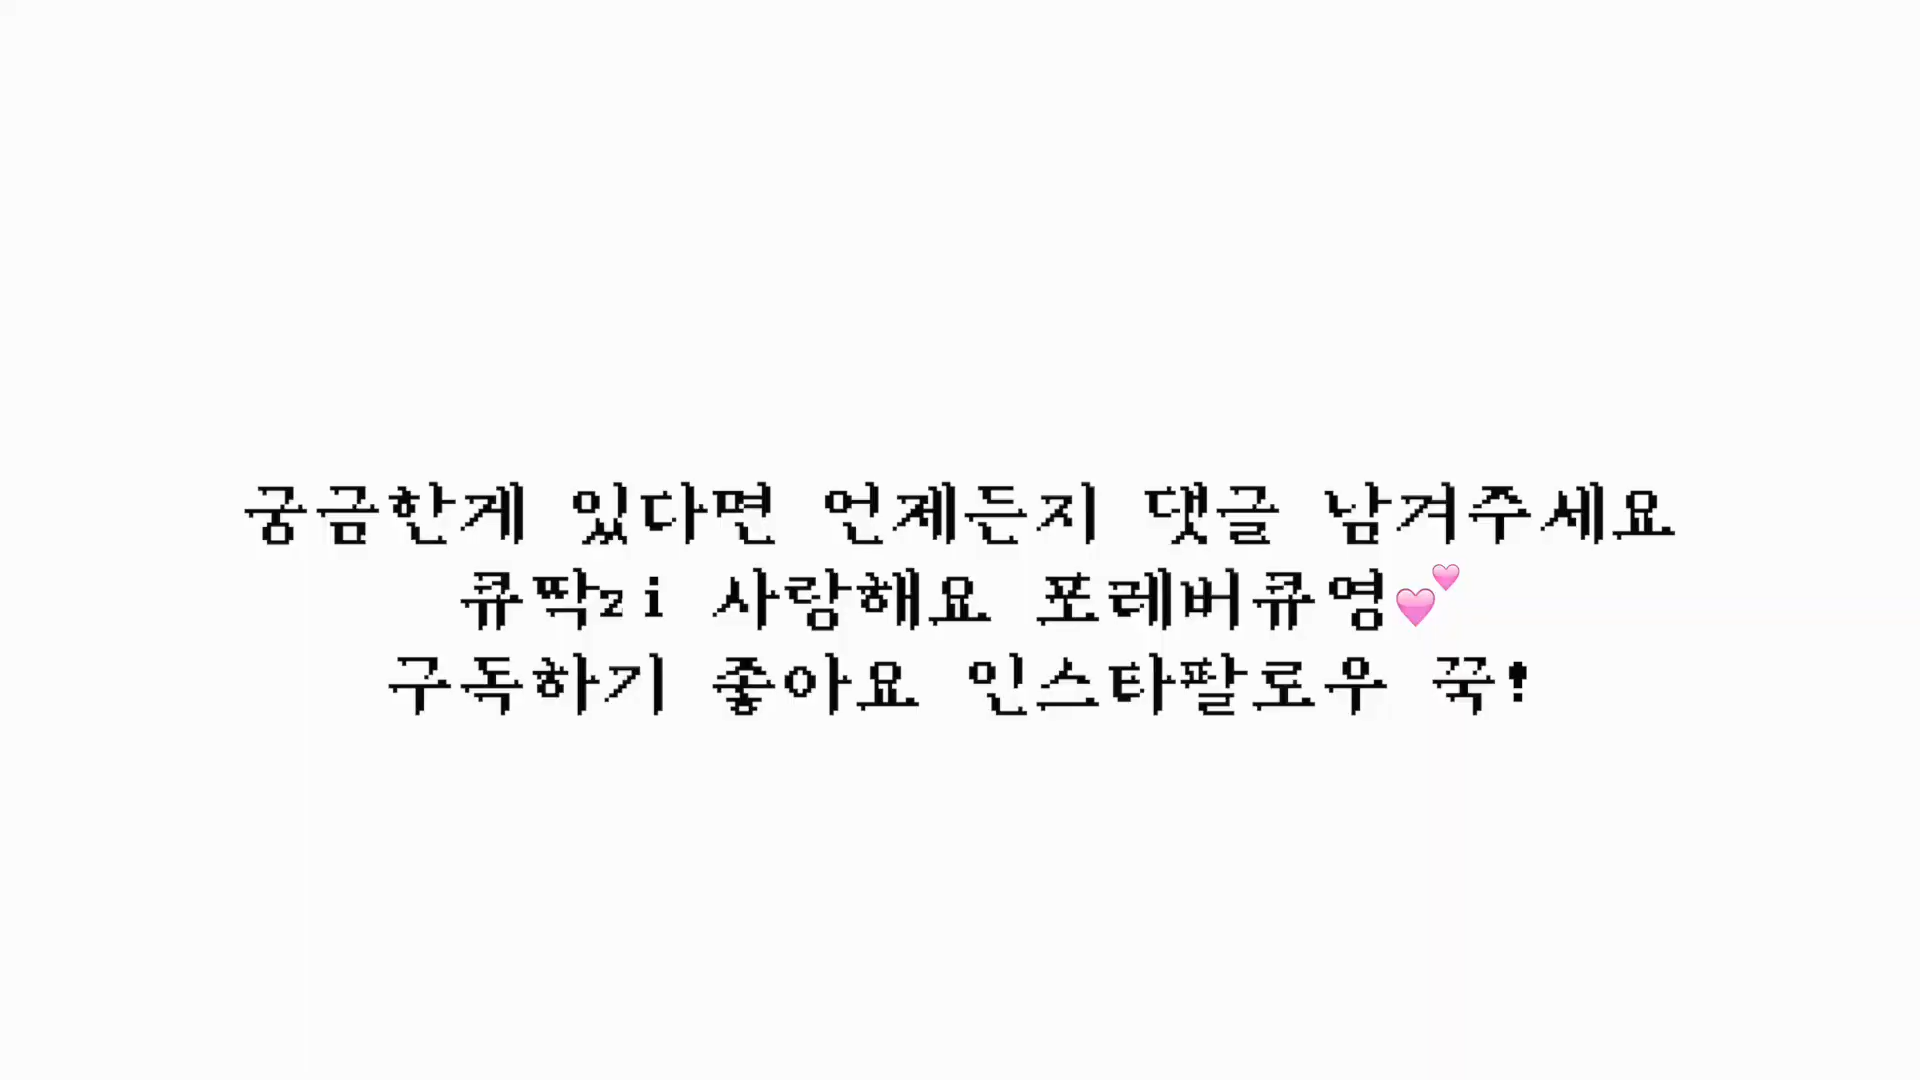 궁금한게 있다면 언제든지 댓글 남겨주세요
큐딱zi 사랑해요 포레버큐영💕
구독하기 좋아요 인스타팔로우 꾹!